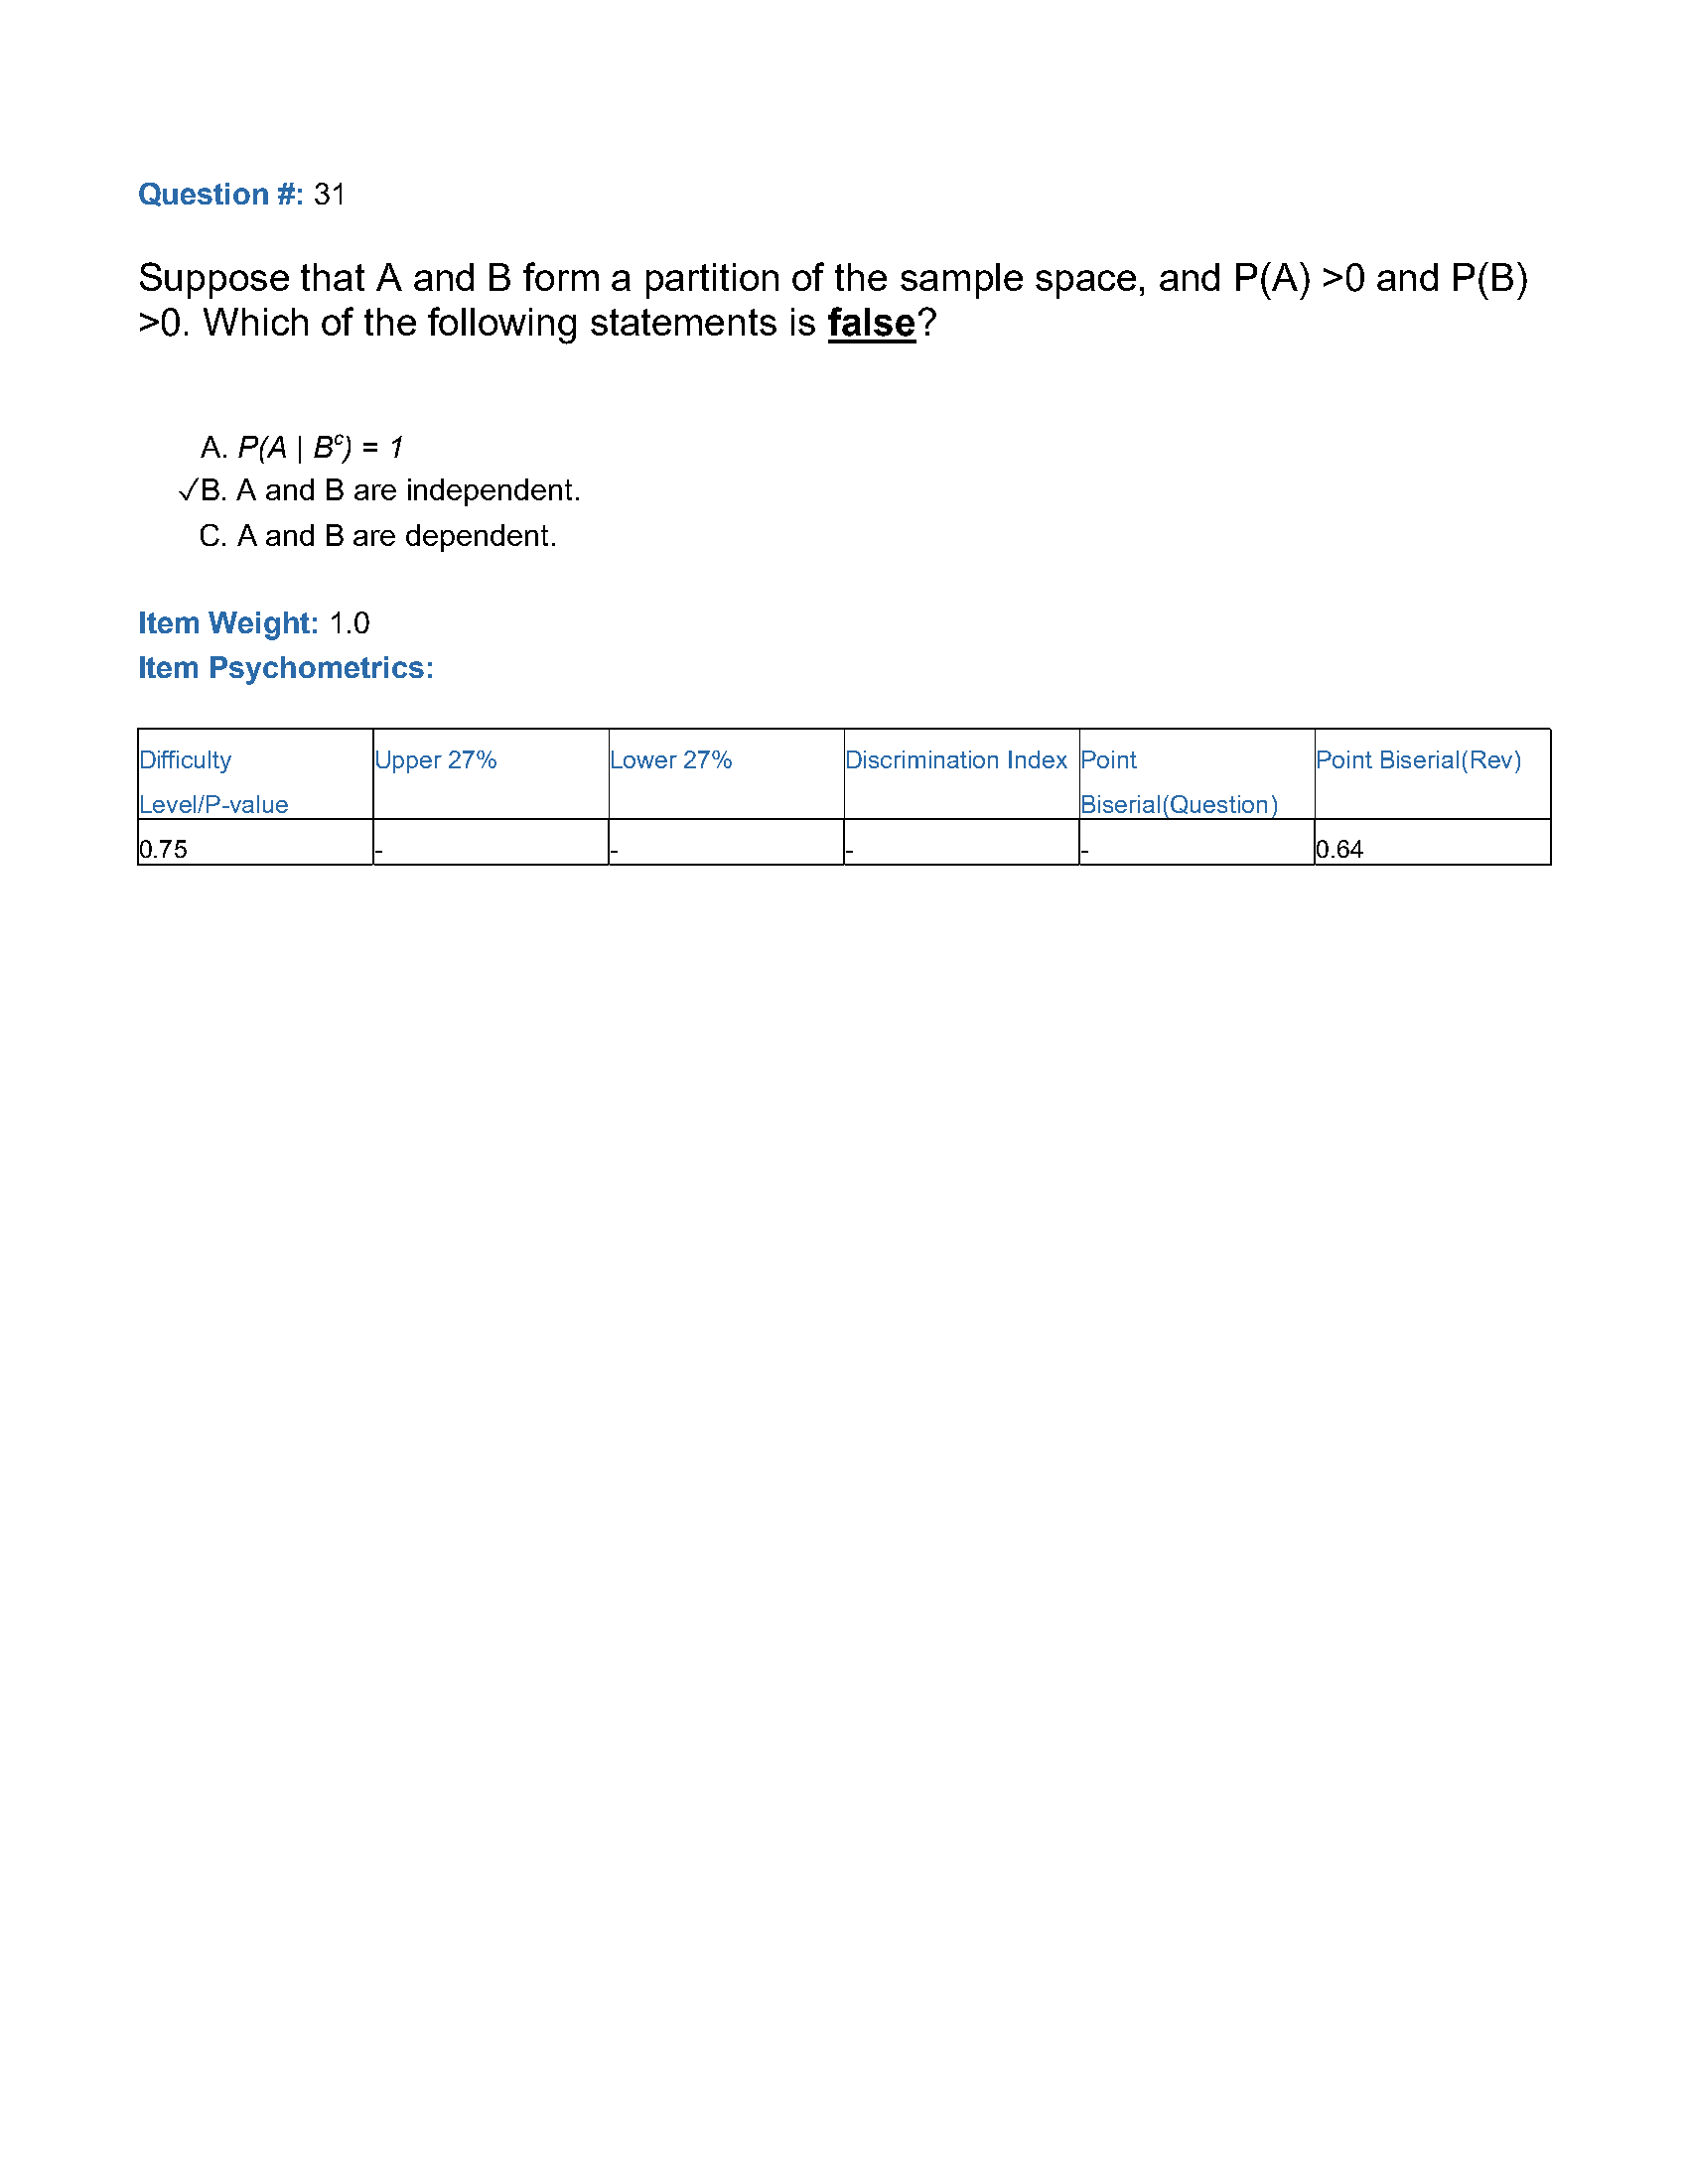 Question #: 31
Suppose that A and B form a partition of the sample space, and P(A) >0 and P(B)
>0. Which of the following statements is false?
A. P(A | Bᶜ) = 1
✓B. A and B are independent.
C. A and B are dependent.
Item Weight: 1.0
Item Psychometrics:
Difficulty Level/P-value Upper 27% Lower 27% Discrimination Index Point Biserial(Question) Point Biserial(Rev)
0.75 - - - - 0.64